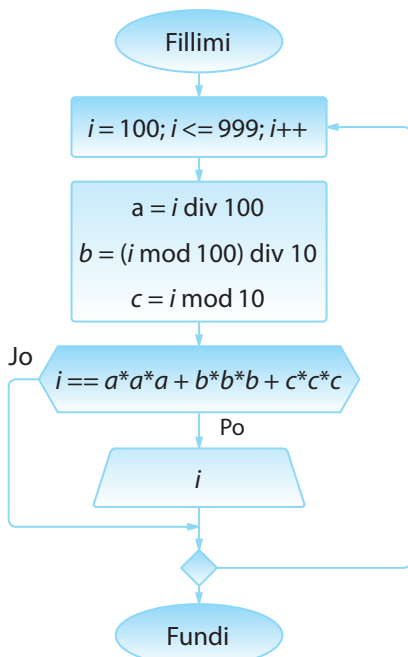 Fillimi
i = 100; i <= 999; i++
a = i div 100
b = (i mod 100) div 10
c = i mod 10
Jo
i == a*a*a + b*b*b + c*c*c
Po
i
Fundi